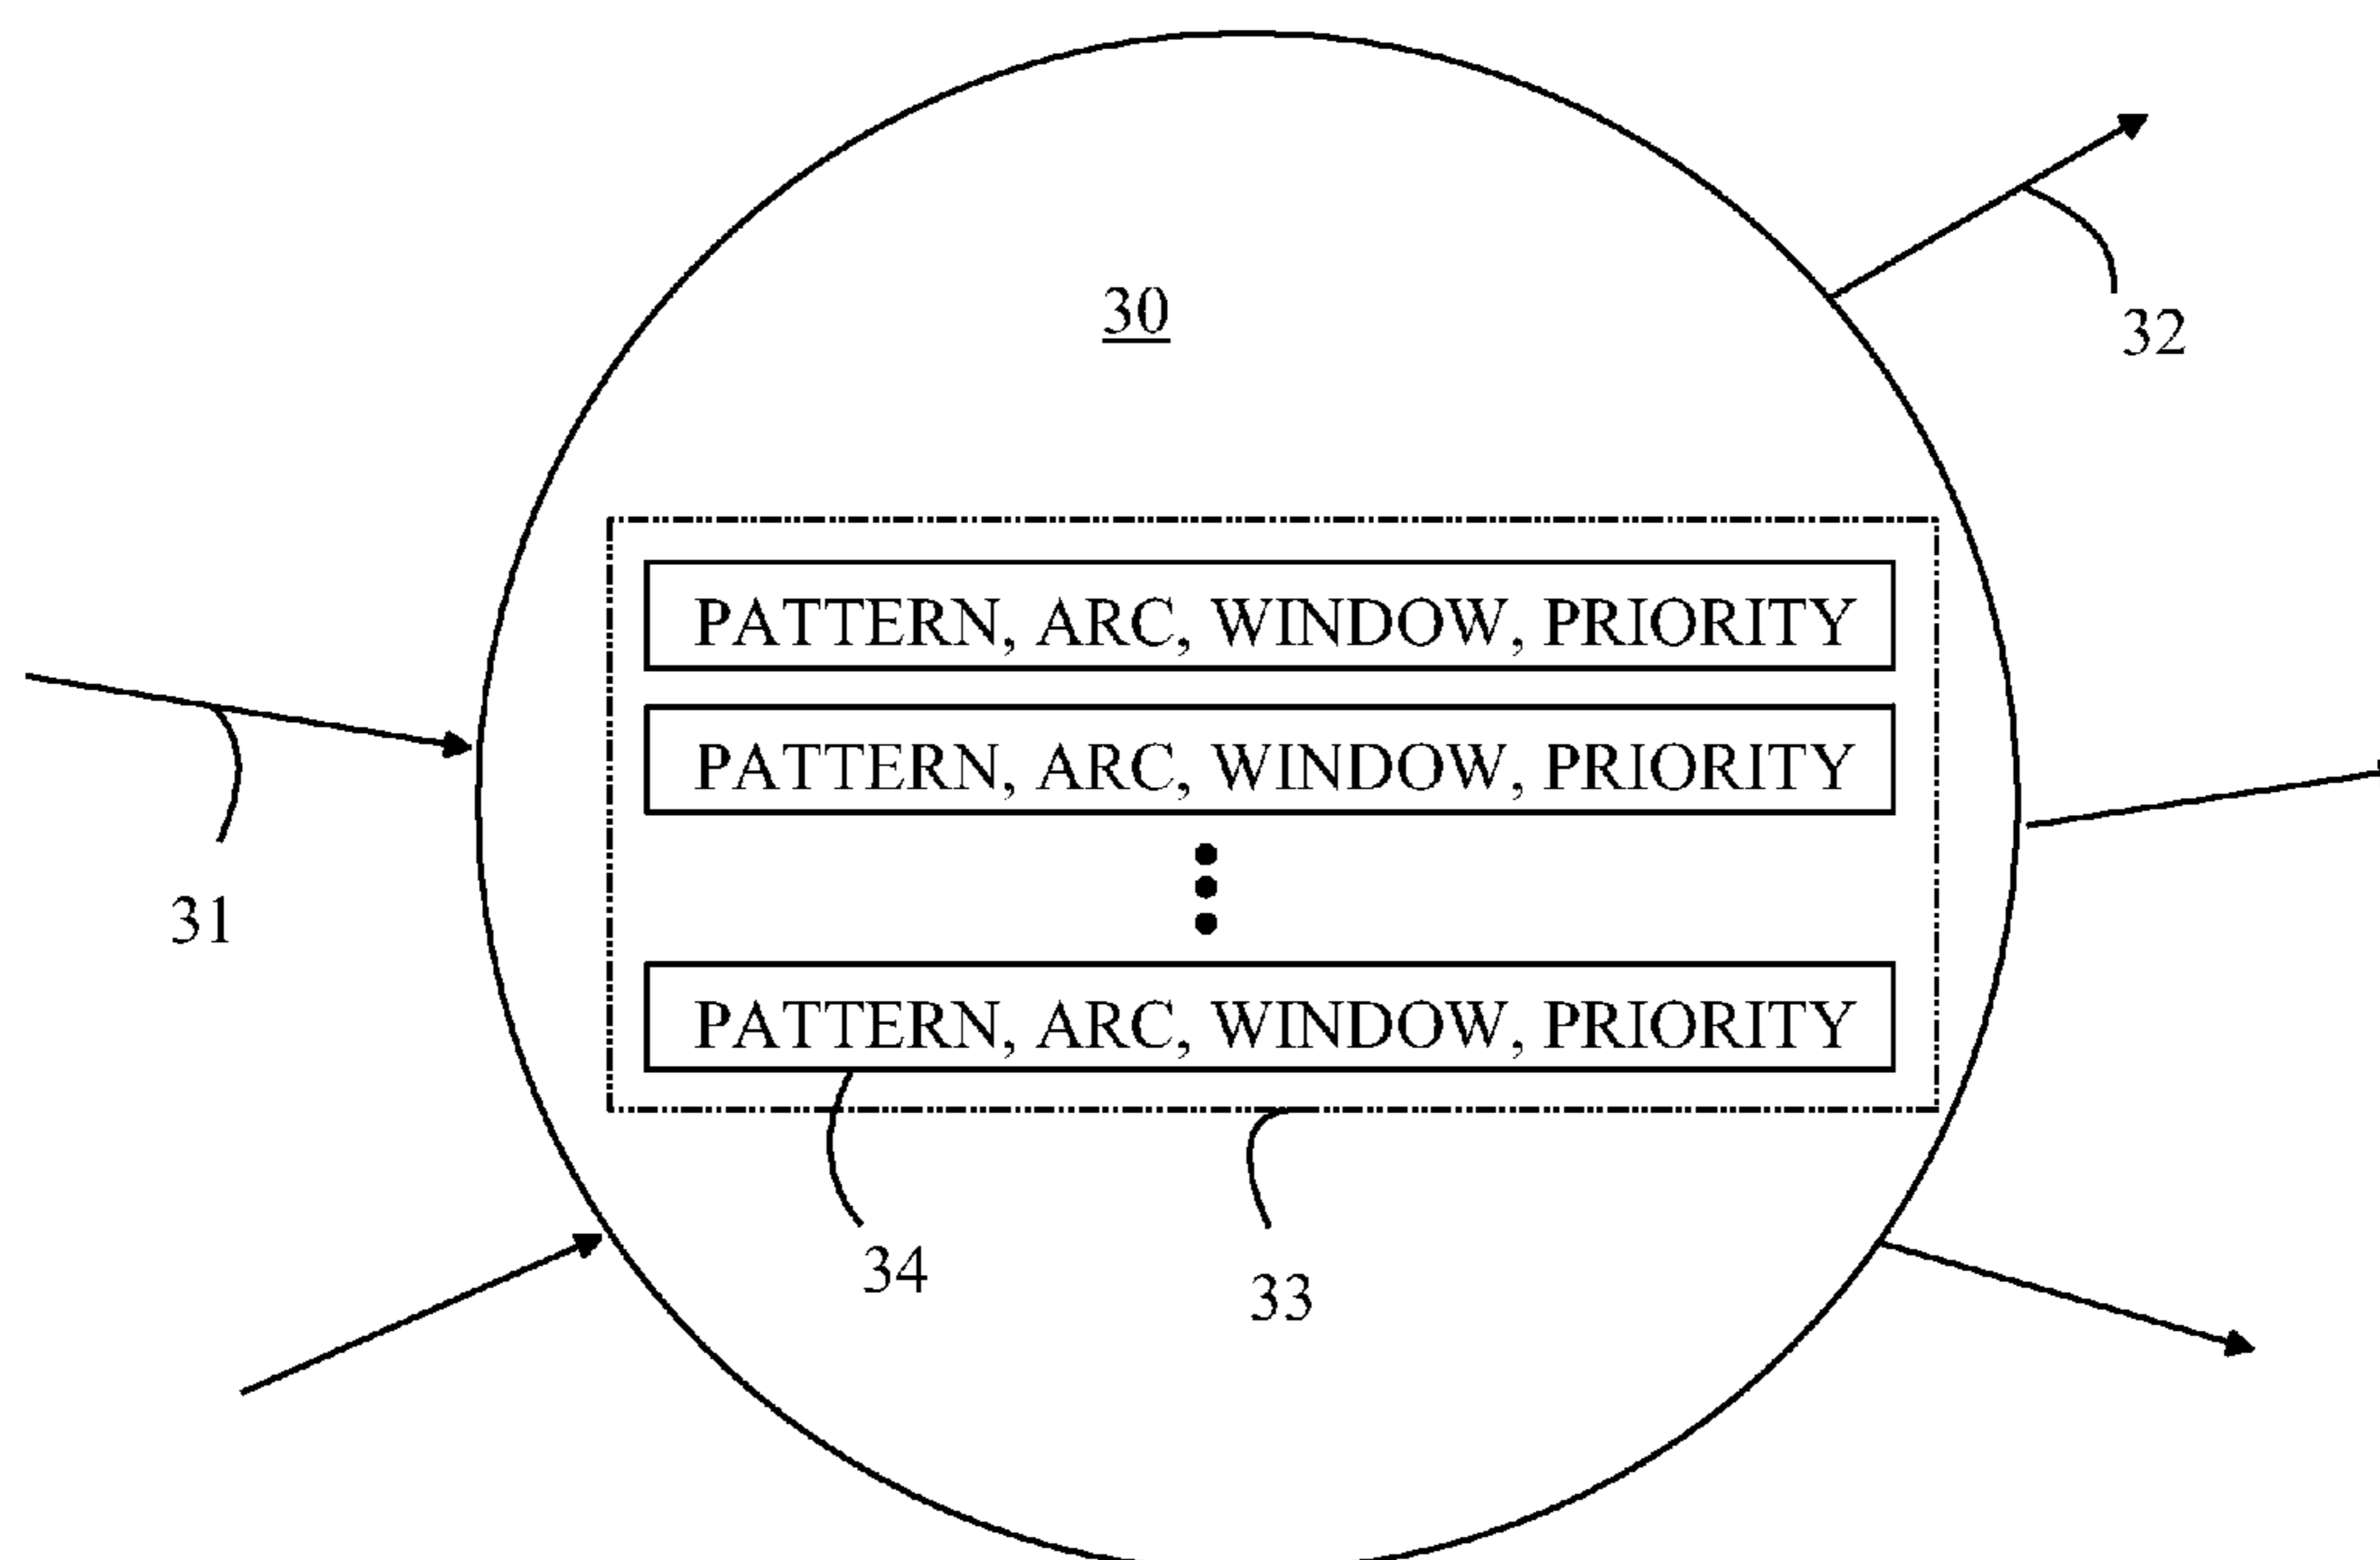 30
32
PATTERN, ARC, WINDOW, PRIORITY
PATTERN, ARC, WINDOW, PRIORITY
31
PATTERN, ARC, WINDOW, PRIORITY
34
33